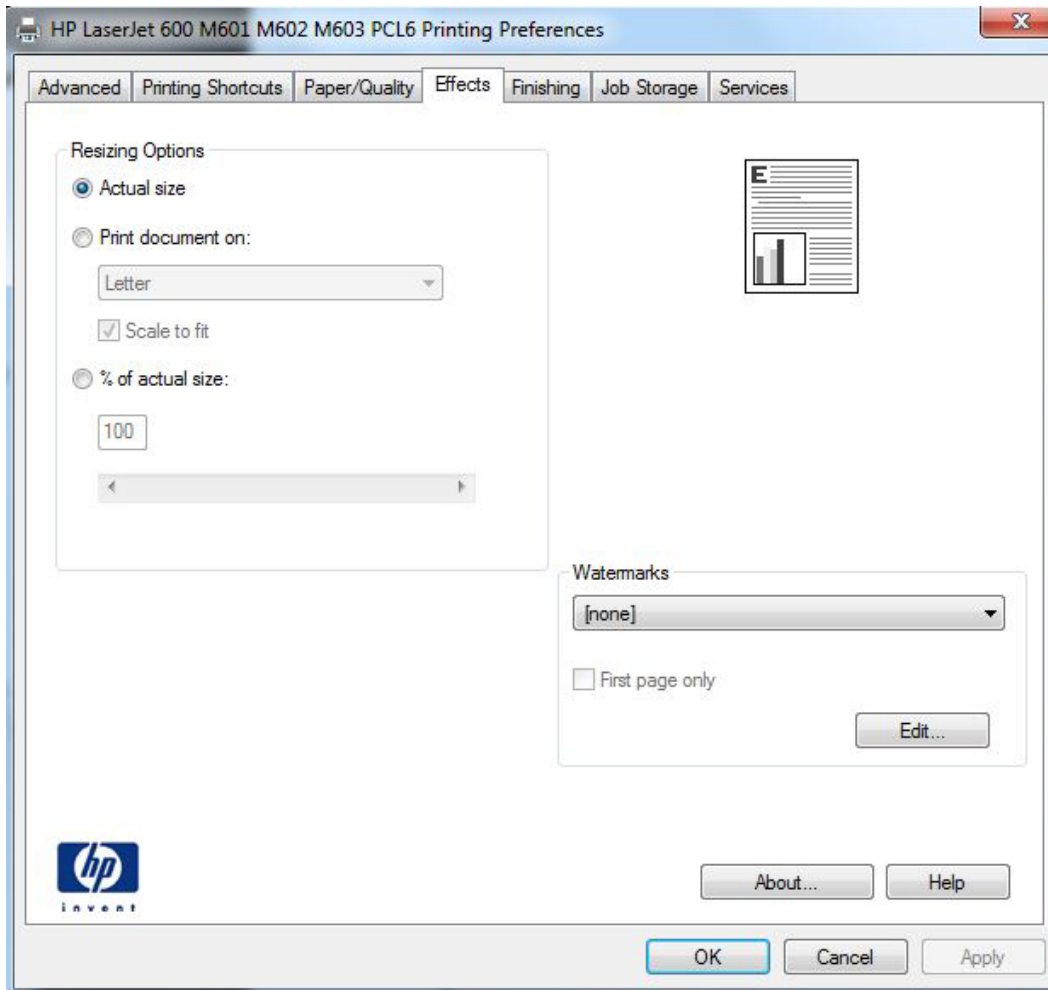 HP LaserJet 600 M601 M602 M603 PCL6 Printing Preferences
Advanced Printing Shortcuts Paper/Quality Effects Finishing Job Storage Services
Resizing Options
Actual size
Print document on:
Letter
Scale to fit
% of actual size:
100
E
Watermarks
[none]
First page only
Edit...
hp
invent
About... Help
OK Cancel Apply